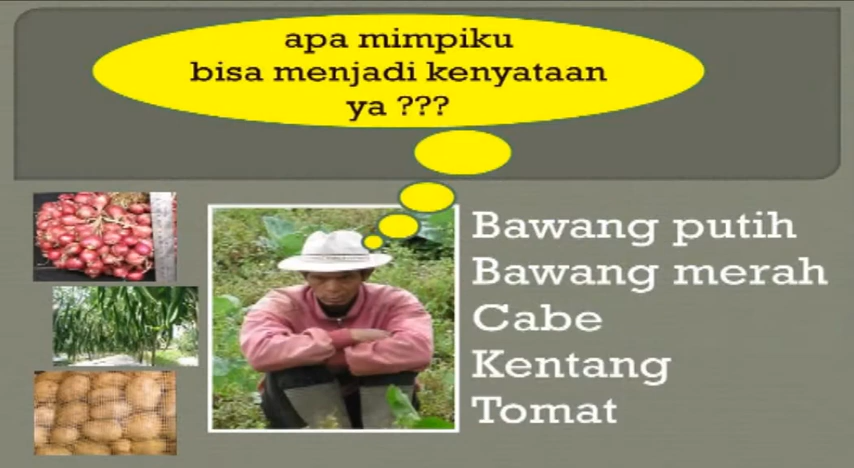 apa mimpiku
bisa menjadi kenyataan
ya ???
Bawang putih
Bawang merah
Cabe
Kentang
Tomat